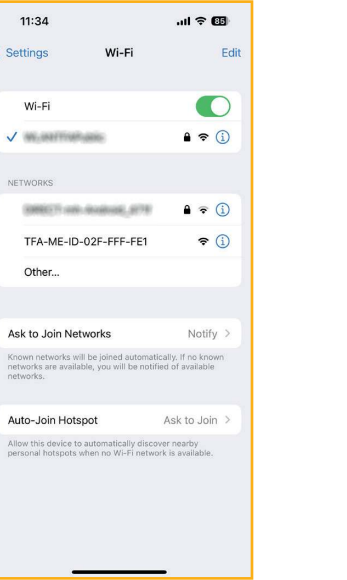 11:34
85
Settings Wi-Fi Edit
Wi-Fi
NETWORKS
TFA-ME-ID-02F-FFF-FE1
Other...
Ask to Join Networks Notify
Known networks will be joined automatically. If no known
networks are available, you will be notified of available
networks.
Auto-Join Hotspot Ask to Join
Allow this device to automatically discover nearby
personal hotspots when no Wi-Fi network is available.